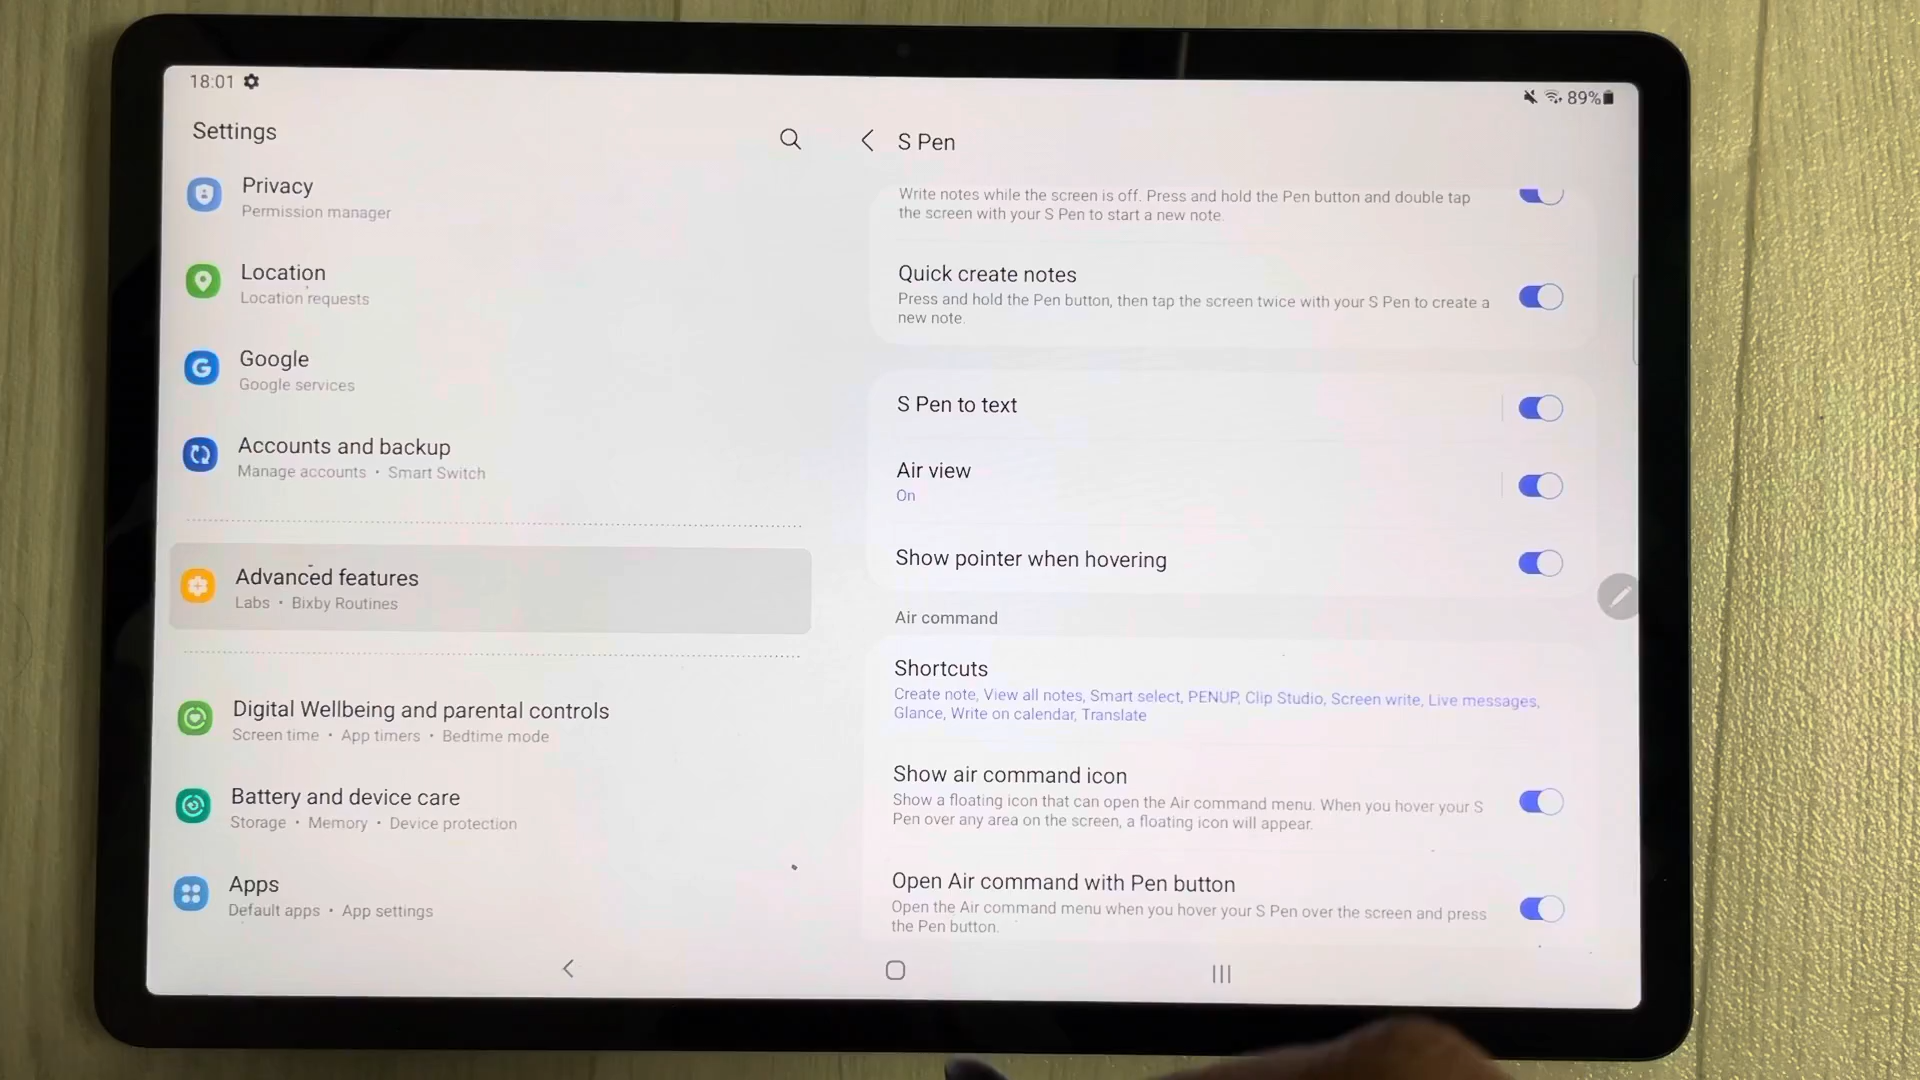 18:01
89%
Settings
Privacy
Permission manager
Location
Location requests
Google
Google services
Accounts and backup
Manage accounts • Smart Switch
Advanced features
Labs • Bixby Routines
Digital Wellbeing and parental controls
Screen time • App timers • Bedtime mode
Battery and device care
Storage • Memory • Device protection
Apps
Default apps • App settings
S Pen
Write notes while the screen is off. Press and hold the Pen button and double tap
the screen with your S Pen to start a new note.
Quick create notes
Press and hold the Pen button, then tap the screen twice with your S Pen to create a
new note.
S Pen to text
Air view
On
Show pointer when hovering
Air command
Shortcuts
Create note, View all notes, Smart select, PENUP, Clip Studio, Screen write, Live messages,
Glance, Write on calendar, Translate
Show air command icon
Show a floating icon that can open the Air command menu. When you hover your S
Pen over any area on the screen, a floating icon will appear.
Open Air command with Pen button
Open the Air command menu when you hover your S Pen over the screen and press
the Pen button.